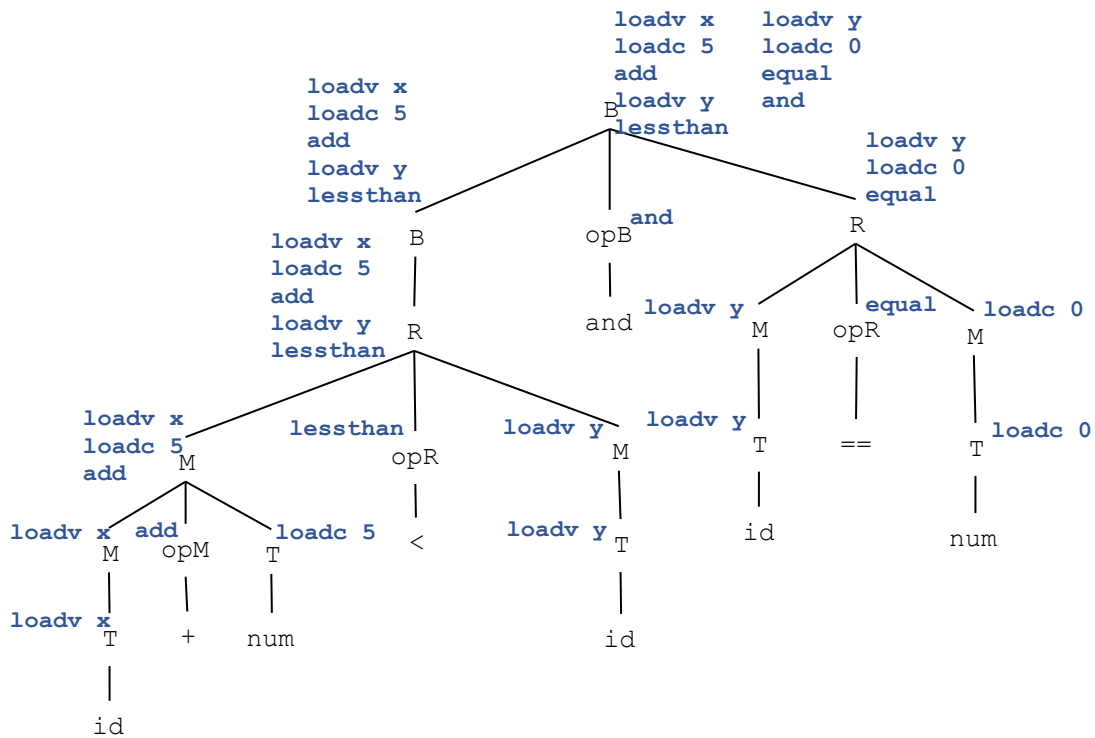 loadv x loadv y
loadc 5 loadc 0
add equal
loadv y and
lessthan
B
loadv x
loadc 5
add
loadv y
lessthan
loadv y
loadc 0
equal
B
opB
and
R
loadv x
loadc 5
add
loadv y
lessthan
R
and
loadv y
M
equal
opR
loadc 0
M
loadv x
loadc 5
add
M
lessthan
opR
loadv y
M
loadv y
T
==
loadc 0
T
loadv x
M
add
opM
loadc 5
T
<
loadv y
T
id
num
loadv x
T
+
num
id
id